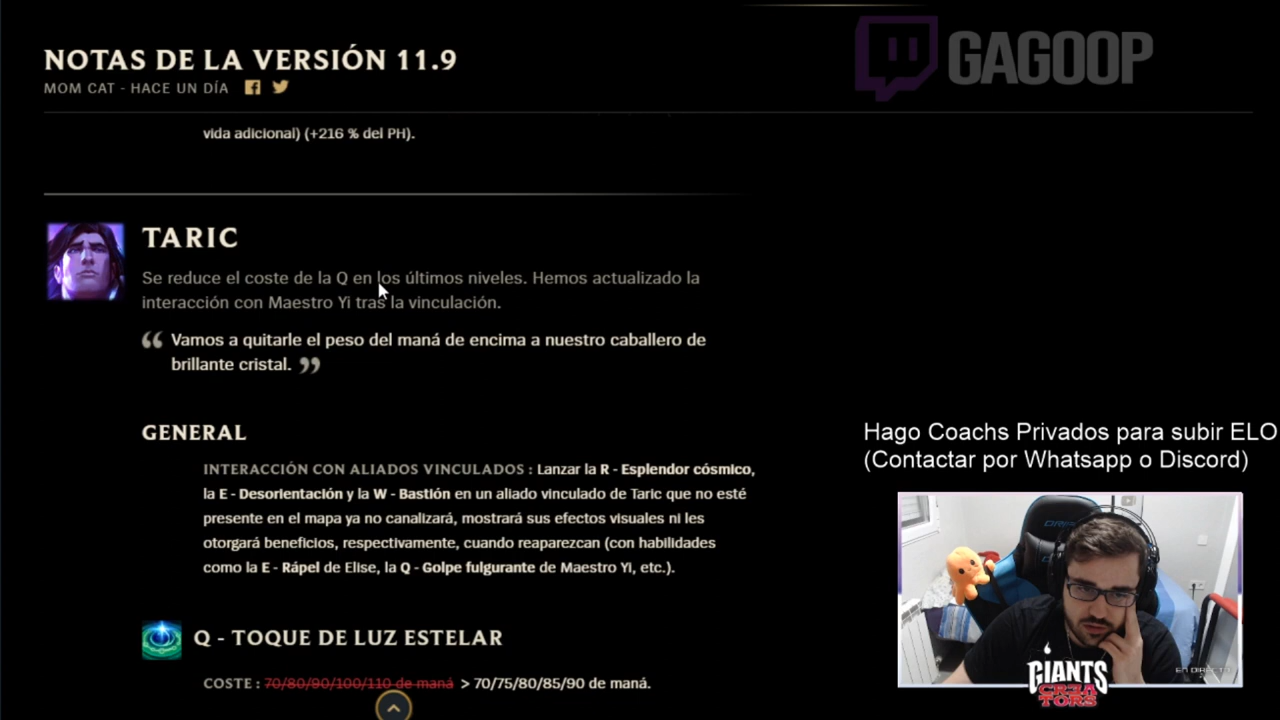 NOTAS DE LA VERSIÓN 11.9
MOM CAT - HACE UN DÍA
GAGOOP
vida adicional) (+216 % del PH).
TARIC
Se reduce el coste de la Q en los últimos niveles. Hemos actualizado la
interacción con Maestro Yi tras la vinculación.
“ Vamos a quitarle el peso del maná de encima a nuestro caballero de
brillante cristal. ”
GENERAL
INTERACCIÓN CON ALIADOS VINCULADOS : Lanzar la R - Esplendor cósmico,
la E - Desorientación y la W - Bastión en un aliado vinculado de Taric que no esté
presente en el mapa ya no canalizará, mostrará sus efectos visuales ni les
otorgará beneficios, respectivamente, cuando reaparezcan (con habilidades
como la E - Rápel de Elise, la Q - Golpe fulgurante de Maestro Yi, etc.).
Q - TOQUE DE LUZ ESTELAR
COSTE : 70/80/90/100/110 de maná > 70/75/80/85/90 de maná.
Hago Coachs Privados para subir ELO
(Contactar por Whatsapp o Discord)
EN DIRECTO
GIANTS
CREA
TORS